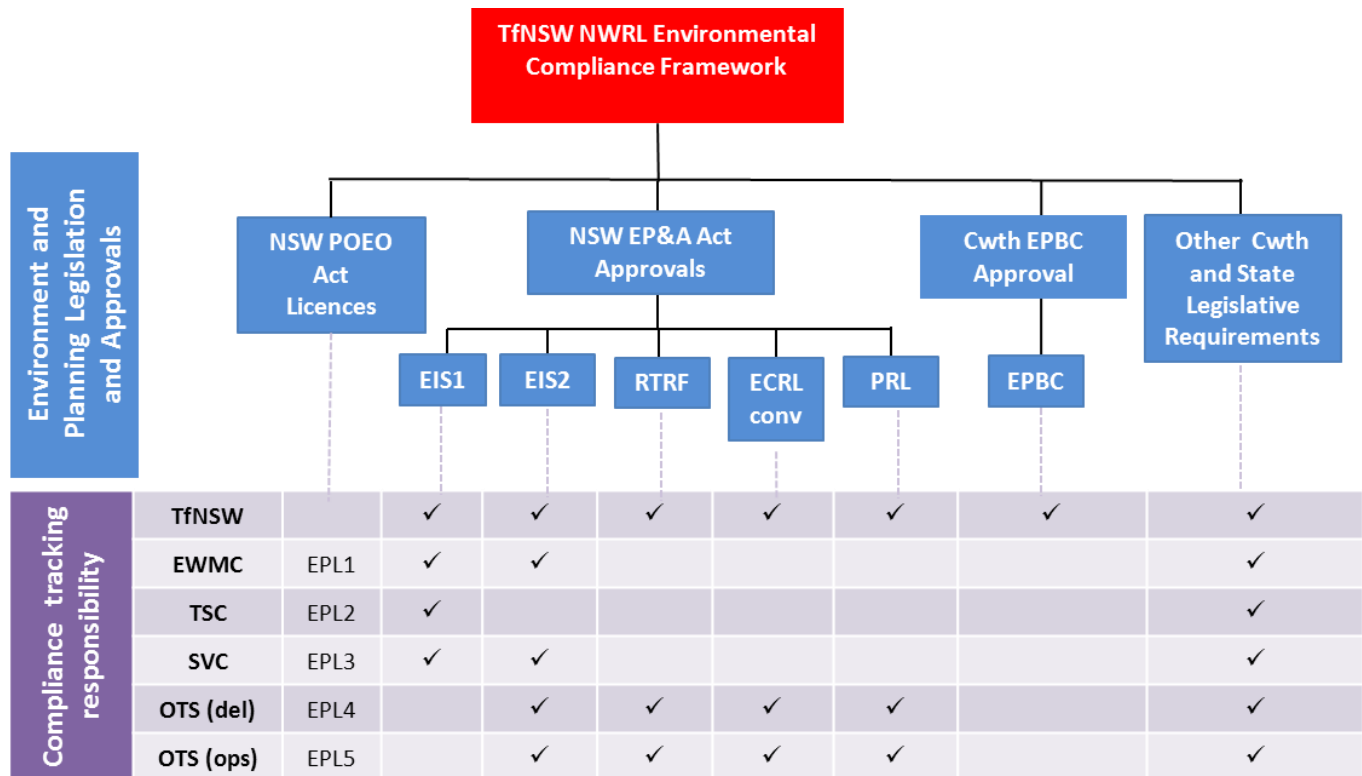 TfNSW NWRL Environmental
Compliance Framework
Environment and
Planning Legislation
and Approvals
NSW POEO
Act
Licences
NSW EP&A Act
Approvals
Cwth EPBC
Approval
Other Cwth
and State
Legislative
Requirements
EIS1
EIS2
RTRF
ECRL
conv
PRL
EPBC
Compliance tracking
responsibility
TfNSW ✓ ✓ ✓ ✓ ✓ ✓ ✓
EWMC EPL1 ✓ ✓ ✓
TSC EPL2 ✓ ✓
SVC EPL3 ✓ ✓ ✓
OTS (del) EPL4 ✓ ✓ ✓ ✓ ✓
OTS (ops) EPL5 ✓ ✓ ✓ ✓ ✓